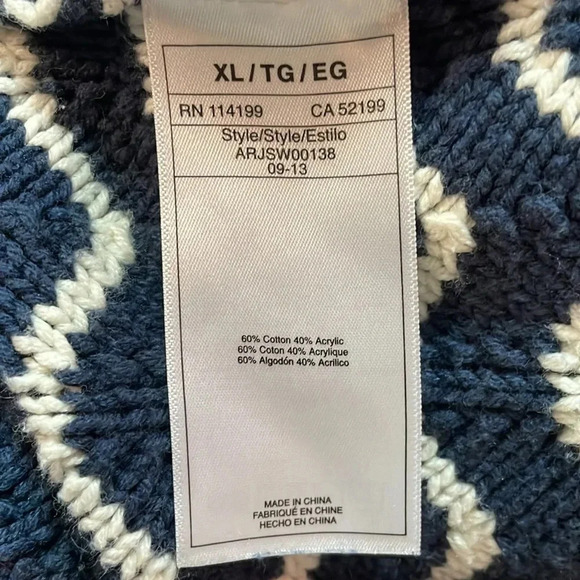 XL/TG/EG
RN 114199 CA 52199
Style/Style/Estilo
ARJSW00138
09-13
60% Cotton 40% Acrylic
60% Coton 40% Acrylique
60% Algodón 40% Acrílico
MADE IN CHINA
FABRIQUÉ EN CHINE
HECHO EN CHINA